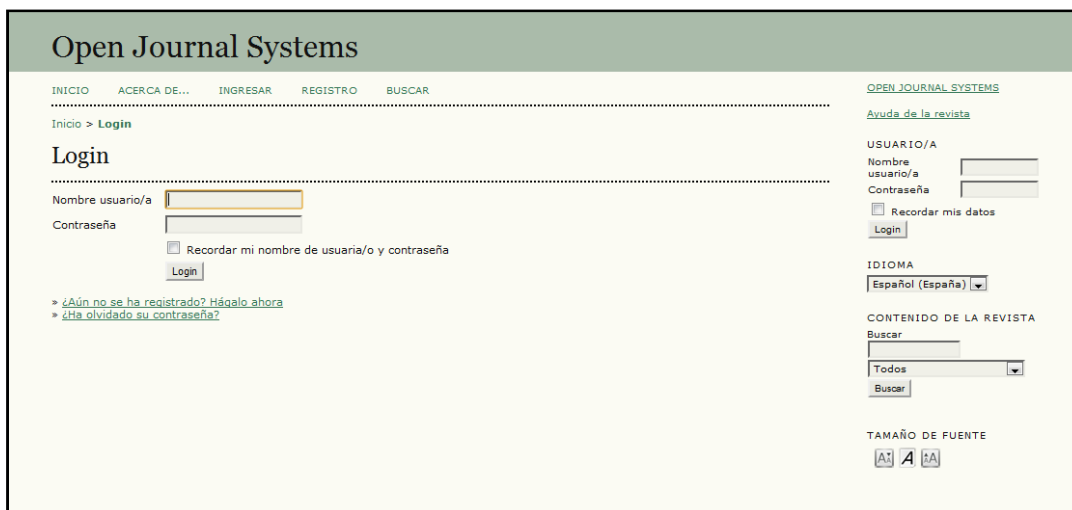 Open Journal Systems
INICIO ACERCA DE... INGRESAR REGISTRO BUSCAR
Inicio > Login
Login
Nombre usuario/a
Contraseña
Recordar mi nombre de usuaria/o y contraseña
Login
» ¿Aún no se ha registrado? Hágalo ahora
» ¿Ha olvidado su contraseña?
OPEN JOURNAL SYSTEMS
Ayuda de la revista
USUARIO/A
Nombre
usuario/a
Contraseña
Recordar mis datos
Login
IDIOMA
Español (España)
CONTENIDO DE LA REVISTA
Buscar
Todos
Buscar
TAMAÑO DE FUENTE
A A A